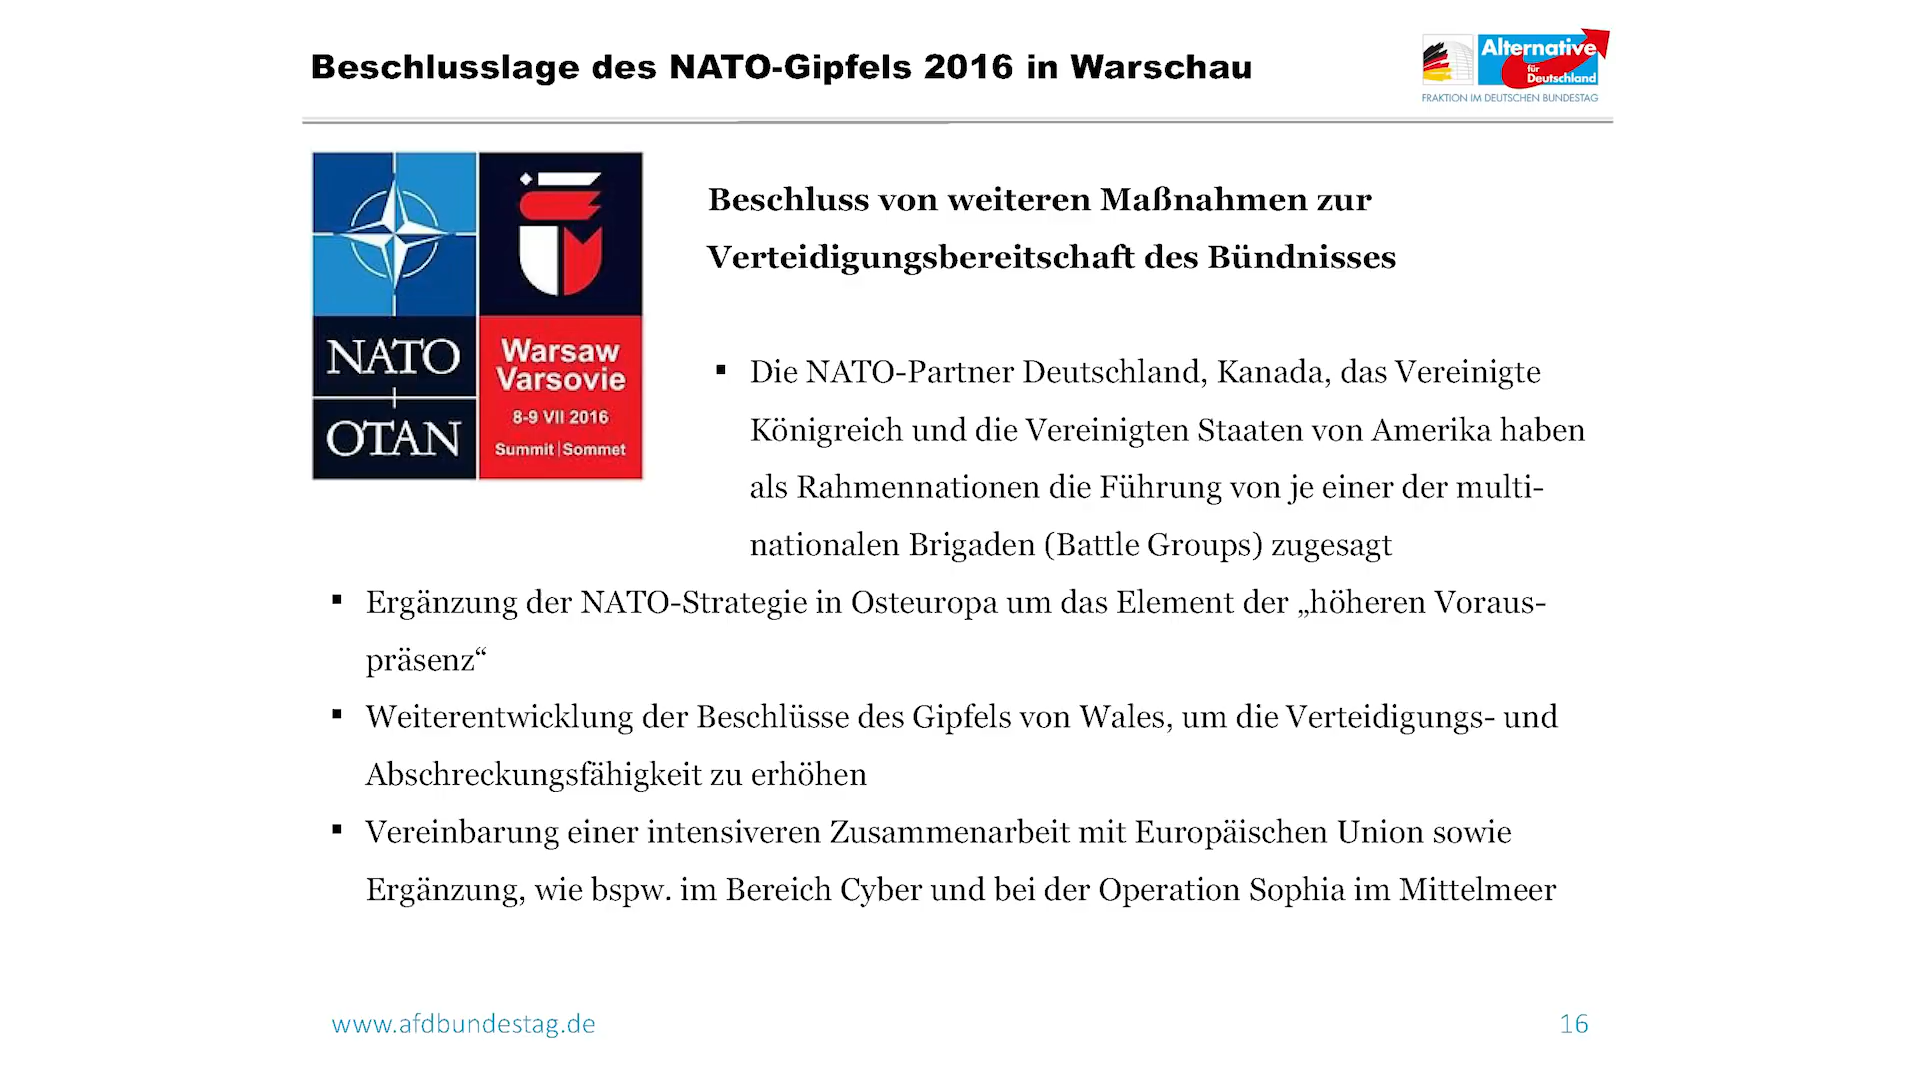 Beschlusslage des NATO-Gipfels 2016 in Warschau
Alternative
für
Deutschland
FRAKTION IM DEUTSCHEN BUNDESTAG
NATO
OTAN
Warsaw
Varsovie
8-9 VII 2016
Summit | Sommet
Beschluss von weiteren Maßnahmen zur
Verteidigungsbereitschaft des Bündnisses
▪ Die NATO-Partner Deutschland, Kanada, das Vereinigte
Königreich und die Vereinigten Staaten von Amerika haben
als Rahmennationen die Führung von je einer der multi-
nationalen Brigaden (Battle Groups) zugesagt
▪ Ergänzung der NATO-Strategie in Osteuropa um das Element der „höheren Voraus-
präsenz“
▪ Weiterentwicklung der Beschlüsse des Gipfels von Wales, um die Verteidigungs- und
Abschreckungsfähigkeit zu erhöhen
▪ Vereinbarung einer intensiveren Zusammenarbeit mit Europäischen Union sowie
Ergänzung, wie bspw. im Bereich Cyber und bei der Operation Sophia im Mittelmeer
www.afdbundestag.de
16